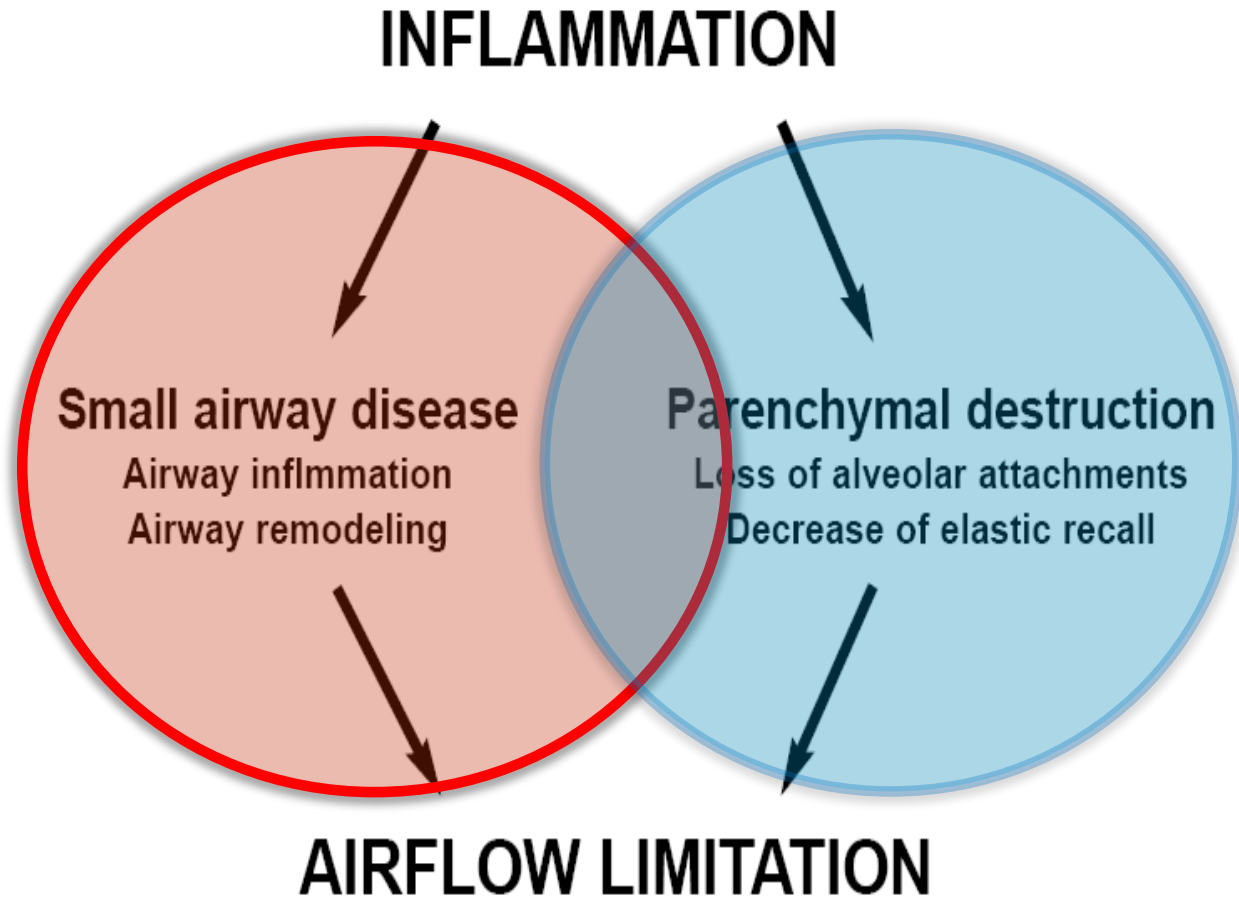 INFLAMMATION
Small airway disease
Airway inflmmation
Airway remodeling
Parenchymal destruction
Loss of alveolar attachments
Decrease of elastic recall
AIRFLOW LIMITATION